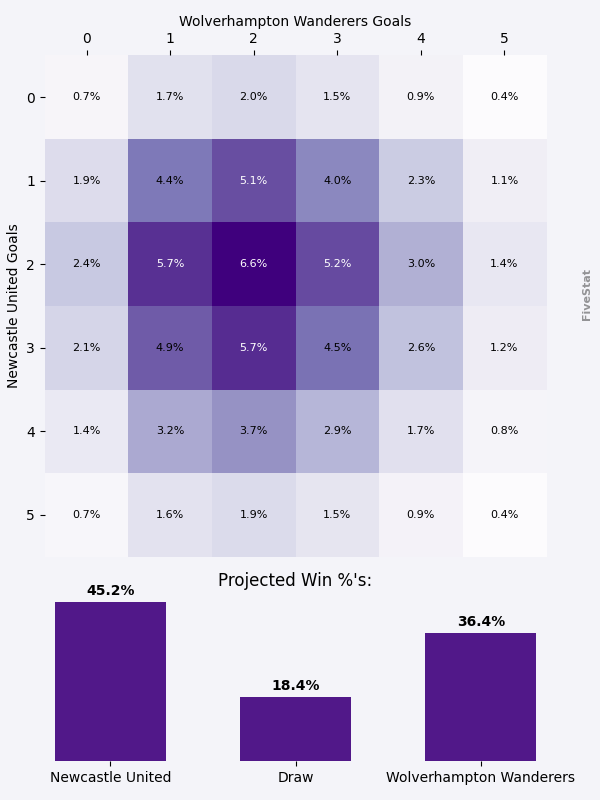 Wolverhampton Wanderers Goals
0 1 2 3 4 5
0 0.7% 1.7% 2.0% 1.5% 0.9% 0.4%
1 1.9% 4.4% 5.1% 4.0% 2.3% 1.1%
2 2.4% 5.7% 6.6% 5.2% 3.0% 1.4%
3 2.1% 4.9% 5.7% 4.5% 2.6% 1.2%
4 1.4% 3.2% 3.7% 2.9% 1.7% 0.8%
5 0.7% 1.6% 1.9% 1.5% 0.9% 0.4%
Newcastle United Goals
FiveStat
Projected Win %'s:
45.2% 18.4% 36.4%
Newcastle United Draw Wolverhampton Wanderers